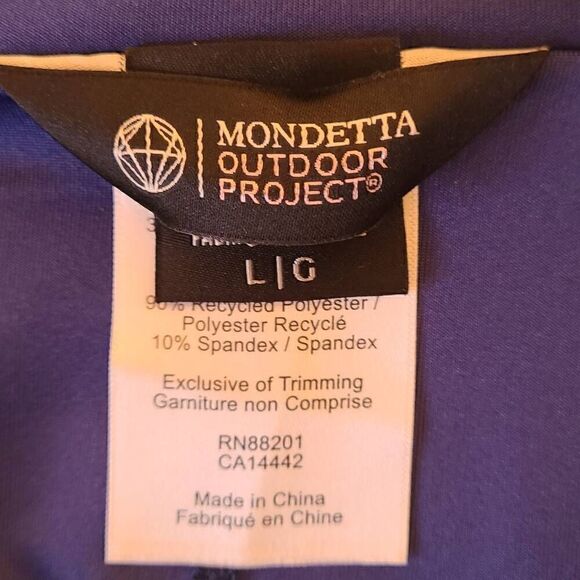 MONDETTA
OUTDOOR
PROJECT®
L|G
90% Recycled Polyester /
Polyester Recyclé
10% Spandex / Spandex
Exclusive of Trimming
Garniture non Comprise
RN88201
CA14442
Made in China
Fabriqué en Chine